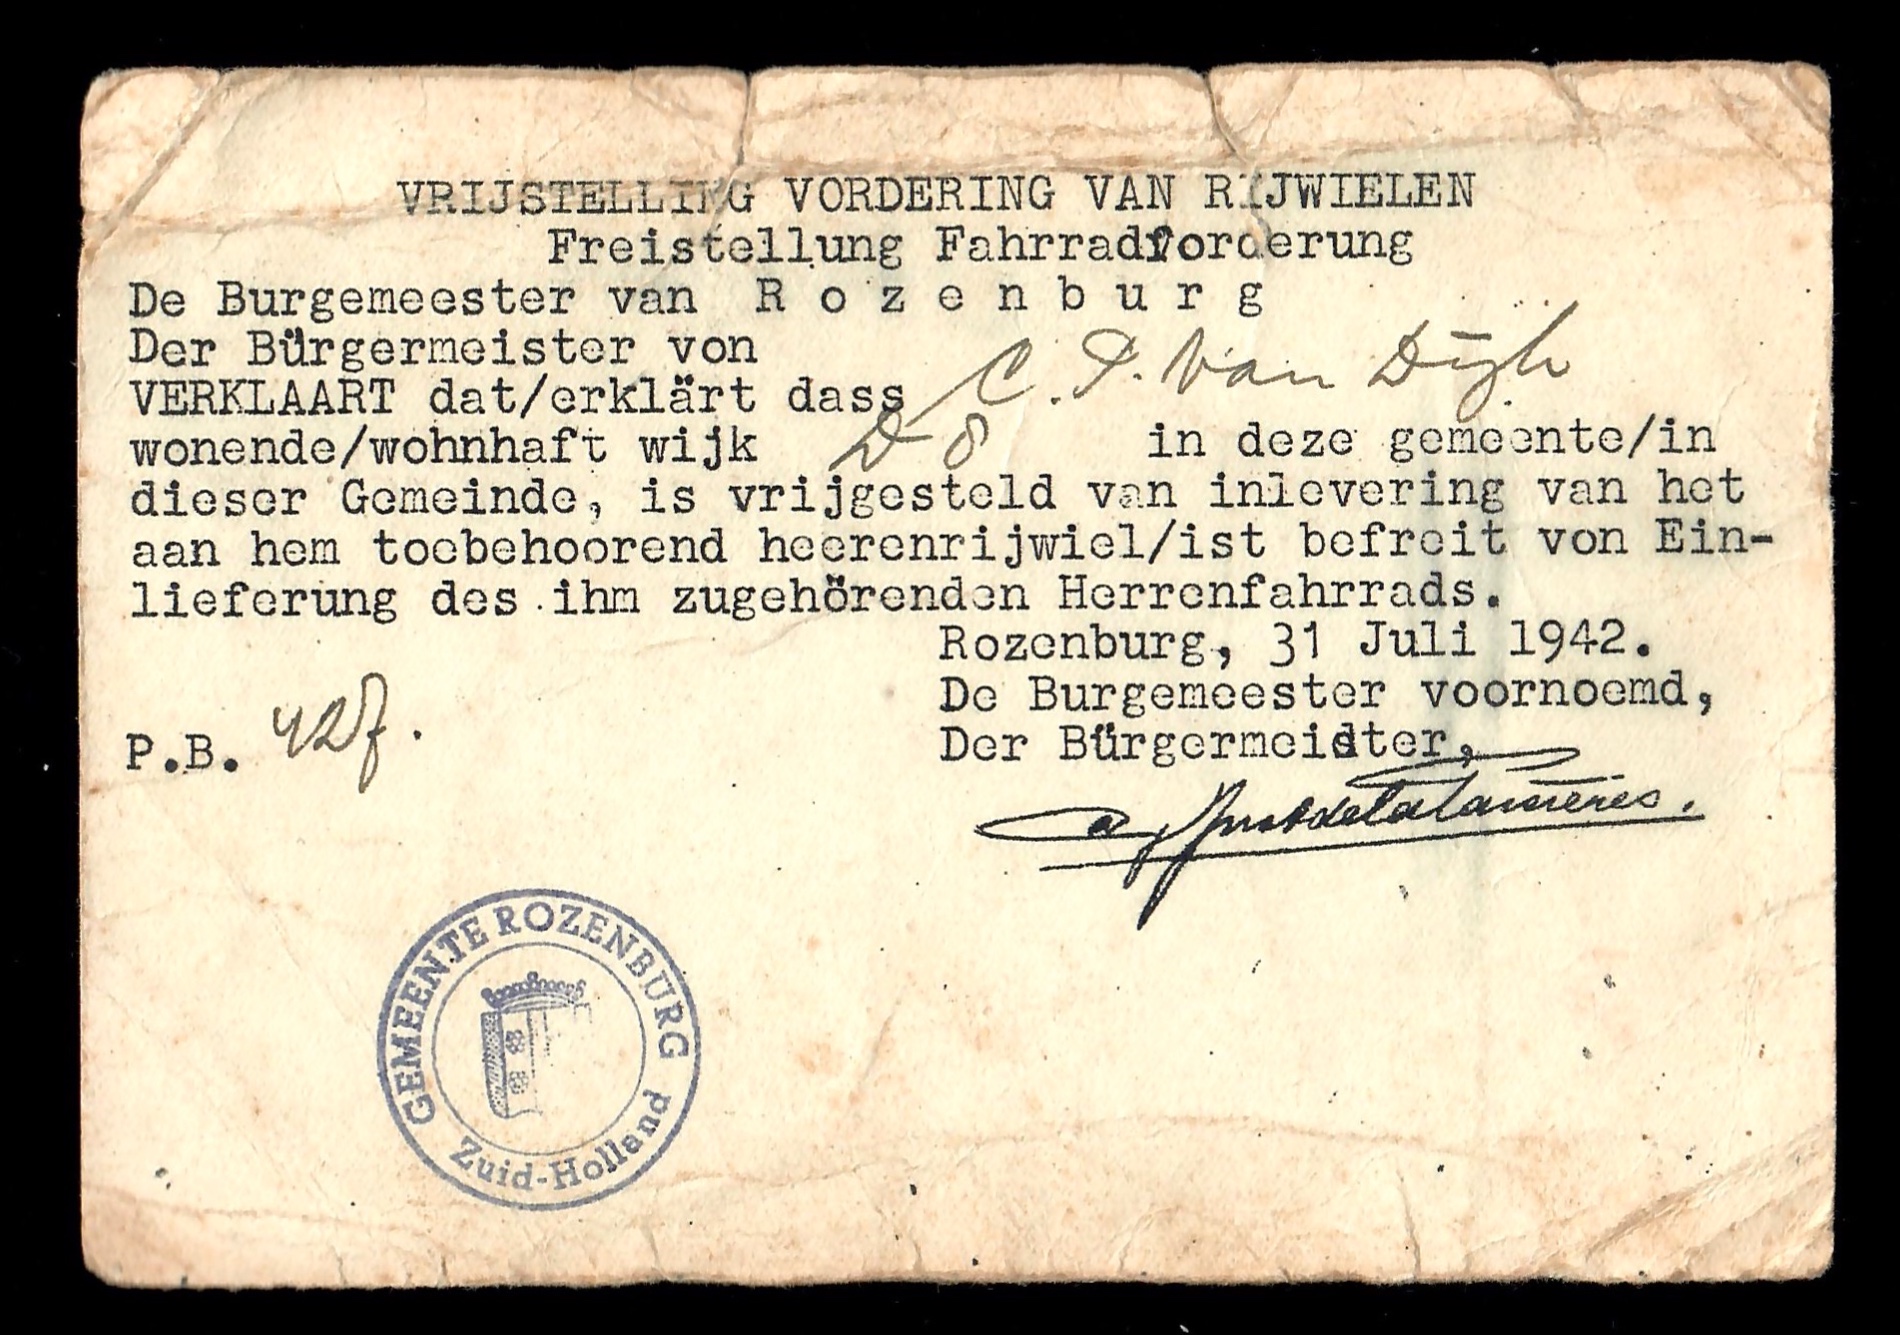 VRIJSTELLING VORDERING VAN RIJWIELEN
Freistellung Fahrradforderung
De Burgemeester van R o z e n b u r g
Der Bürgermeister von
VERKLAART dat/erklärt dass C. P. Van Dijk
wonende/wohnhaft wijk D 8 in deze gemeente/in
dieser Gemeinde, is vrijgesteld van inlevering van het
aan hem toebehoorend heerenrijwiel/ist befreit von Ein-
lieferung des ihm zugehörenden Herrenfahrrads.
Rozenburg, 31 Juli 1942.
De Burgemeester voornoemd,
Der Bürgermeister,
P.B.
GEMEENTE ROZENBURG
Zuid-Holland